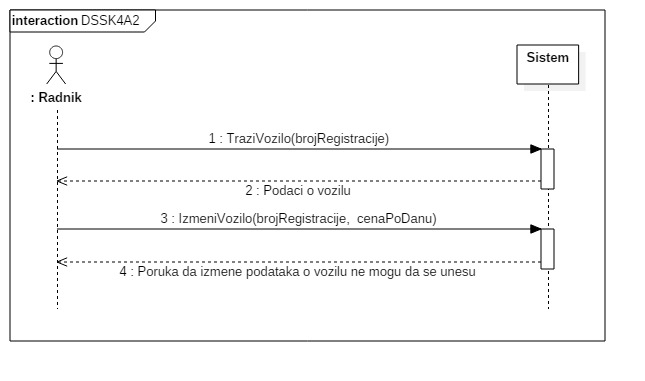 interaction DSSK4A2
Sistem
: Radnik
1 : TraziVozilo(brojRegistracije)
2 : Podaci o vozilu
3 : IzmeniVozilo(brojRegistracije, cenaPoDanu)
4 : Poruka da izmene podataka o vozilu ne mogu da se unesu